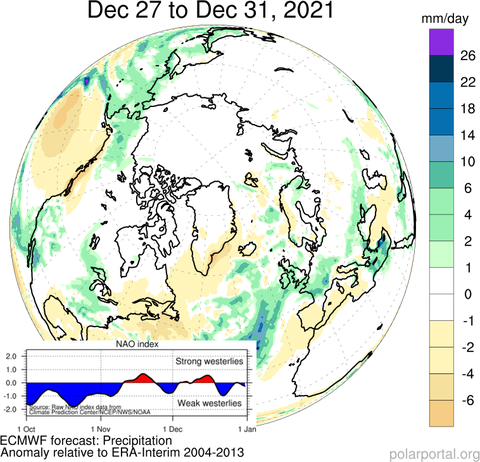 Dec 27 to Dec 31, 2021
mm/day
26
22
18
14
10
6
4
2
1
0
-1
-2
-4
-6
NAO index
2.0
1.0
0.0
-1.0
-2.0
Strong westerlies
Weak westerlies
Source: Raw NAO index data from
Climate Prediction Center/NCEP/NWS/NOAA
1 Oct
1 Nov
1 Dec
1 Jan
ECMWF forecast: Precipitation
Anomaly relative to ERA-Interim 2004-2013
polarportal.org